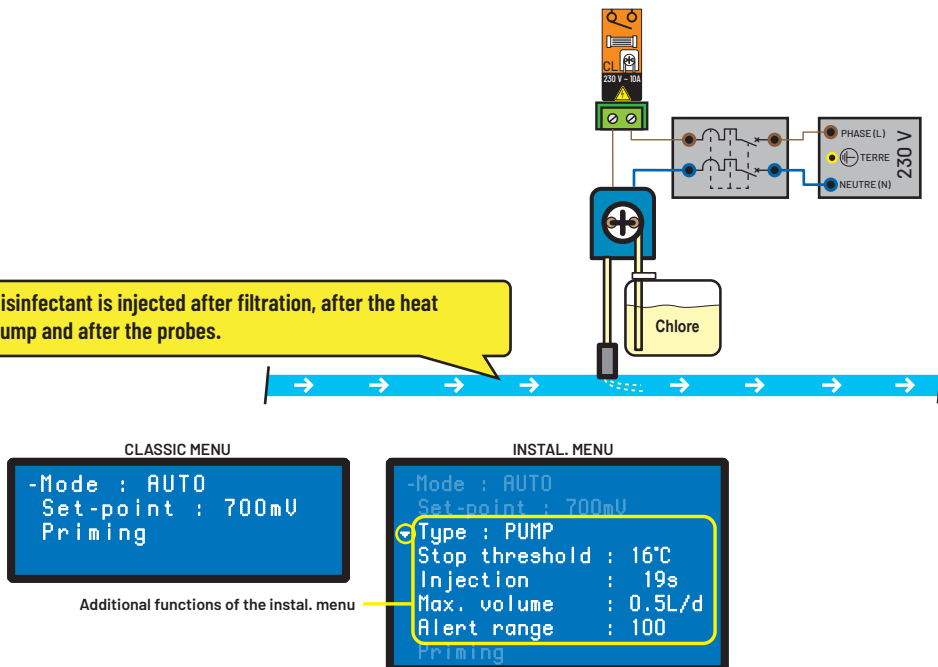 CL
230 V ~ 10A
PHASE (L)
TERRE
NEUTRE (N)
230 V
isinfectant is injected after filtration, after the heat
ump and after the probes.
Chlore
CLASSIC MENU
-Mode : AUTO
Set-point : 700mV
Priming
INSTAL. MENU
-Mode : AUTO
Set-point : 700mV
Type : PUMP
Stop threshold : 16°C
Injection : 19s
Max. volume : 0.5L/d
Alert range : 100
Priming
Additional functions of the instal. menu